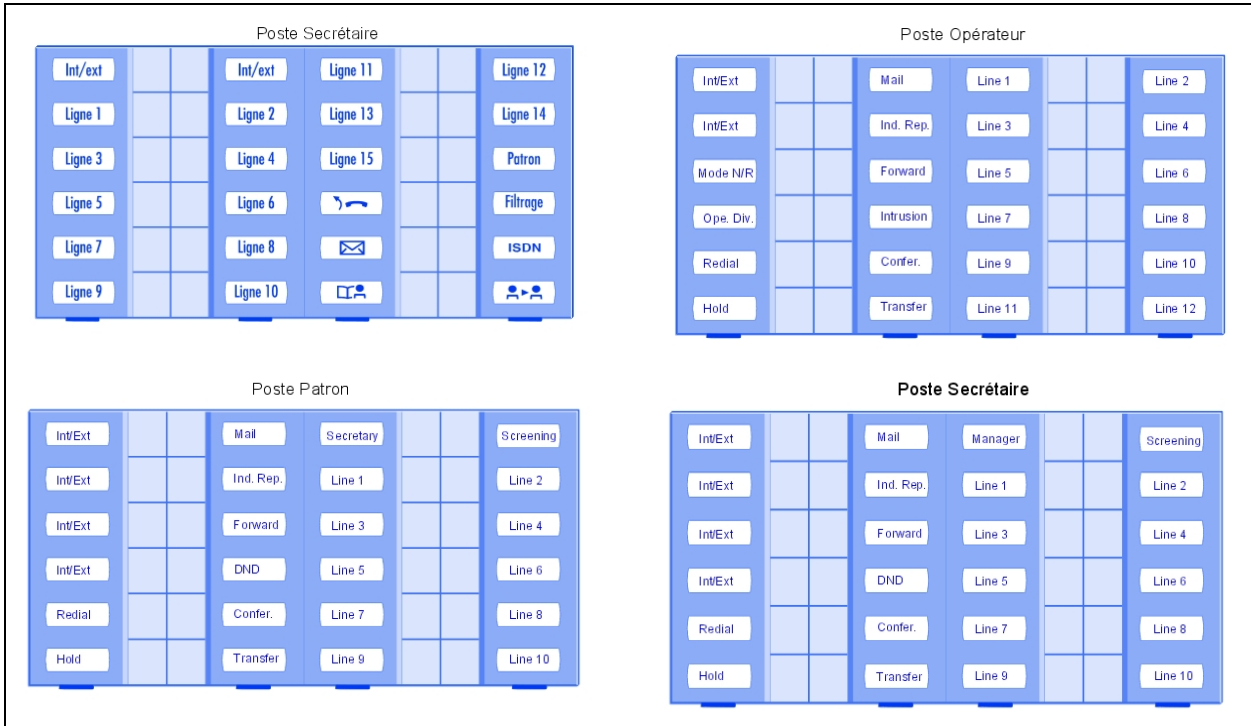 Poste Secrétaire
Int/ext Int/ext Ligne 11 Ligne 12
Ligne 1 Ligne 2 Ligne 13 Ligne 14
Ligne 3 Ligne 4 Ligne 15 Patron
Ligne 5 Ligne 6 Filtrage
Ligne 7 Ligne 8 ISDN
Ligne 9 Ligne 10
Poste Opérateur
Int/Ext Mail Line 1 Line 2
Int/Ext Ind. Rep. Line 3 Line 4
Mode N/R Forward Line 5 Line 6
Ope. Div. Intrusion Line 7 Line 8
Redial Confer. Line 9 Line 10
Hold Transfer Line 11 Line 12
Poste Patron
Int/Ext Mail Secretary Screening
Int/Ext Ind. Rep. Line 1 Line 2
Int/Ext Forward Line 3 Line 4
Int/Ext DND Line 5 Line 6
Redial Confer. Line 7 Line 8
Hold Transfer Line 9 Line 10
Poste Secrétaire
Int/Ext Mail Manager Screening
Int/Ext Ind. Rep. Line 1 Line 2
Int/Ext Forward Line 3 Line 4
Int/Ext DND Line 5 Line 6
Redial Confer. Line 7 Line 8
Hold Transfer Line 9 Line 10